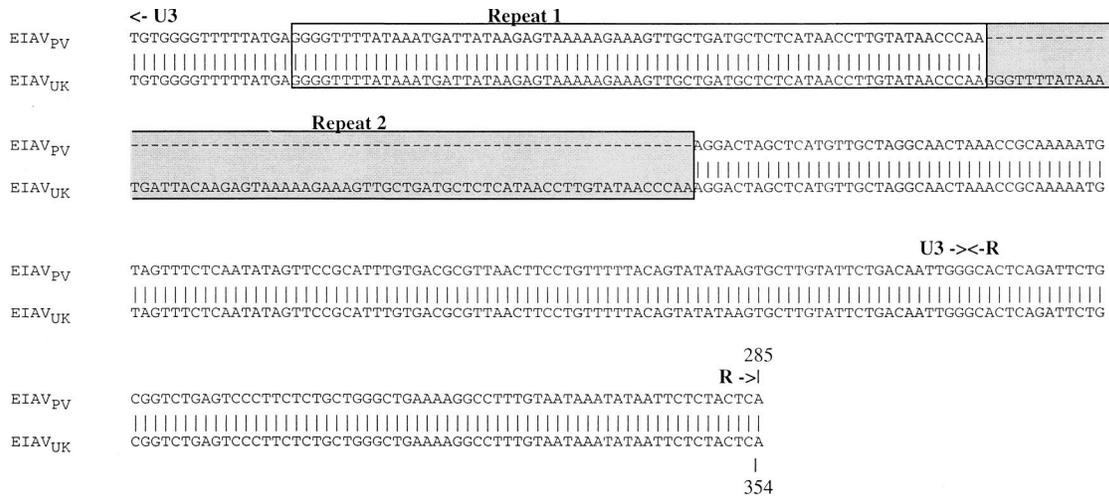 <- U3 Repeat 1
EIAVPV TGTGGGGTTTTTATGAGGGGTTTTATAAATGATTATAAGAGTAAAAAGAAAGTTGCTGATGCTCTCATAACCTTGTATAACCCAA------------
EIAVUK TGTGGGGTTTTTATGAGGGGTTTTATAAATGATTATAAGAGTAAAAAGAAAGTTGCTGATGCTCTCATAACCTTGTATAACCCAAGGGTTTTATAAA
Repeat 2
EIAVPV ---------------------------------------------------------AGGACTAGCTCATGTTGCTAGGCAACTAAACCGCAAAAATG
EIAVUK TGATTACAAGAGTAAAAAGAAAGTTGCTGATGCTCTCATAACCTTGTATAACCCAAAGGACTAGCTCATGTTGCTAGGCAACTAAACCGCAAAAATG
U3 -><-R
EIAVPV TAGTTTCTCAATATAGTTCCGCATTTGTGACGCGTTAACTTCCTGTTTTTACAGTATATAAGTGCTTGTATTCTGACAATTGGGCACTCAGATTCTG
EIAVUK TAGTTTCTCAATATAGTTCCGCATTTGTGACGCGTTAACTTCCTGTTTTTACAGTATATAAGTGCTTGTATTCTGACAATTGGGCACTCAGATTCTG
285
R ->|
EIAVPV CGGTCTGAGTCCCTTCTCTGCTGGGCTGAAAAGGCCTTTGTAATAAATATAATTCTCTACTCA
EIAVUK CGGTCTGAGTCCCTTCTCTGCTGGGCTGAAAAGGCCTTTGTAATAAATATAATTCTCTACTCA
354